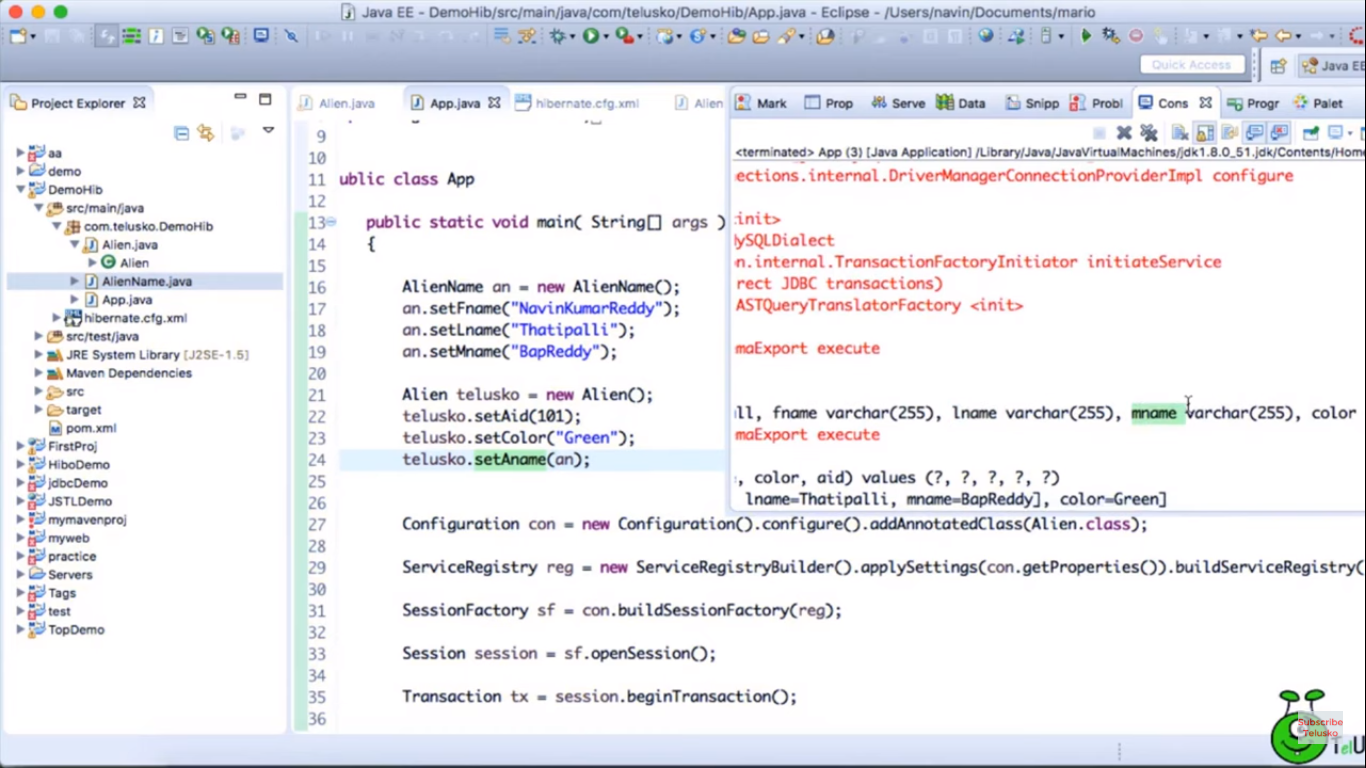 Java EE - DemoHib/src/main/java/com/telusko/DemoHib/App.java - Eclipse - /Users/navin/Documents/mario
Quick Access
Java EE
Project Explorer
aa
demo
DemoHib
src/main/java
com.telusko.DemoHib
Alien.java
Alien
AlienName.java
App.java
hibernate.cfg.xml
src/test/java
JRE System Library [J2SE-1.5]
Maven Dependencies
src
target
pom.xml
FirstProj
HiboDemo
jdbcDemo
JSTLDemo
mymavenproj
myweb
practice
Servers
Tags
test
TopDemo
Alien.java App.java hibernate.cfg.xml Alien
9
10
11 ublic class App
12
13 public static void main( String[] args )
14 {
15
16 AlienName an = new AlienName();
17 an.setFname("NavinKumarReddy");
18 an.setLname("Thatipalli");
19 an.setMname("BapReddy");
20
21 Alien telusko = new Alien();
22 telusko.setAid(101);
23 telusko.setColor("Green");
24 telusko.setAname(an);
25
27 Configuration con = new Configuration().configure().addAnnotatedClass(Alien.class);
28
29 ServiceRegistry reg = new ServiceRegistryBuilder().applySettings(con.getProperties()).buildServiceRegistry(
30
31 SessionFactory sf = con.buildSessionFactory(reg);
32
33 Session session = sf.openSession();
34
35 Transaction tx = session.beginTransaction();
36
Mark Prop Serve Data Snipp Probl Cons Progr Palet
<terminated> App (3) [Java Application] /Library/Java/JavaVirtualMachines/jdk1.8.0_51.jdk/Contents/Home
ections.internal.DriverManagerConnectionProviderImpl configure
init>
ySQLDialect
n.internal.TransactionFactoryInitiator initiateService
rect JDBC transactions)
ASTQueryTranslatorFactory <init>
maExport execute
ll, fname varchar(255), lname varchar(255), mname varchar(255), color
maExport execute
, color, aid) values (?, ?, ?, ?, ?)
lname=Thatipalli, mname=BapReddy], color=Green]
Subscribe
Telusko